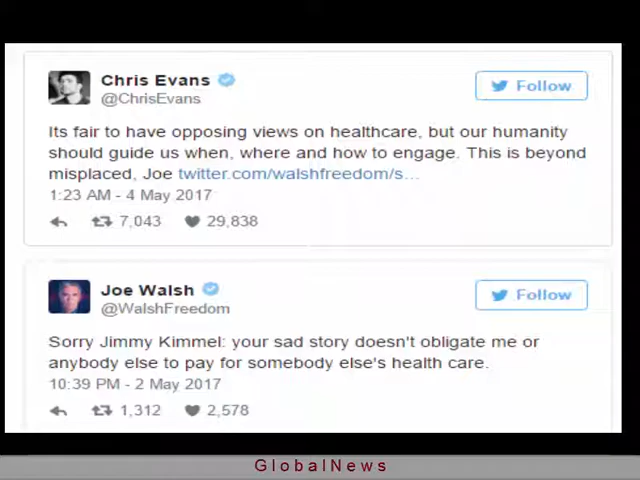 Chris Evans
@ChrisEvans
Follow
Its fair to have opposing views on healthcare, but our humanity
should guide us when, where and how to engage. This is beyond
misplaced, Joe twitter.com/walshfreedom/s...
1:23 AM - 4 May 2017
7,043 29,838
Joe Walsh
@WalshFreedom
Follow
Sorry Jimmy Kimmel: your sad story doesn't obligate me or
anybody else to pay for somebody else's health care.
10:39 PM - 2 May 2017
1,312 2,578
GlobalNews